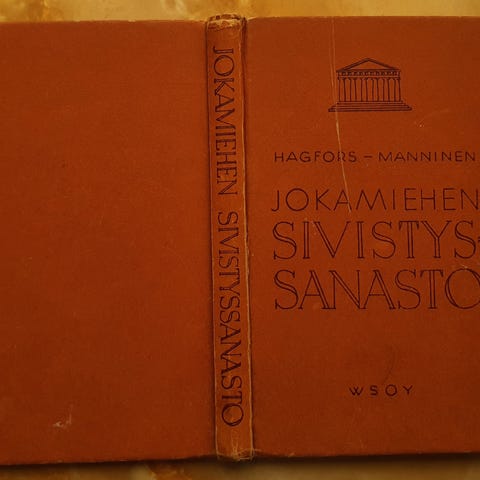 JOKAMIEHEN SIVISTYSSANASTO
HAGFORS – MANNINEN
JOKAMIEHEN
SIVISTYS-
SANASTO
WSOY